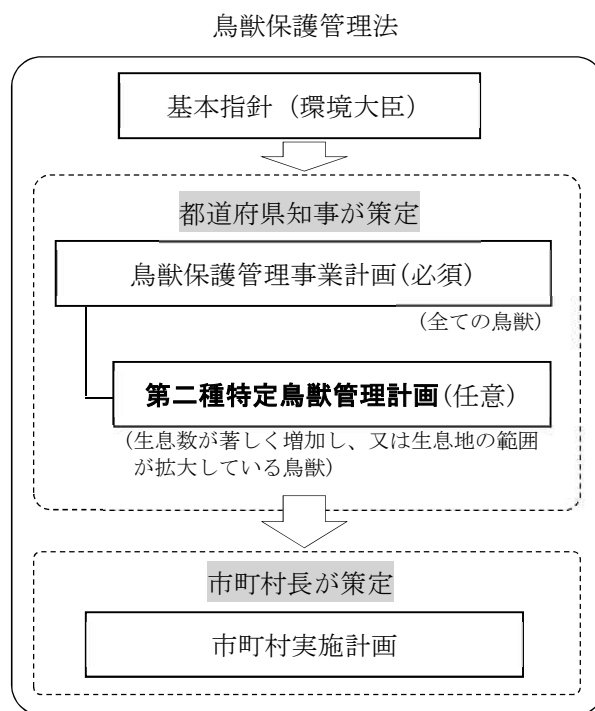 鳥獣保護管理法
基本指針（環境大臣）
都道府県知事が策定
鳥獣保護管理事業計画(必須)
(全ての鳥獣)
第二種特定鳥獣管理計画(任意)
(生息数が著しく増加し、又は生息地の範囲
が拡大している鳥獣)
市町村長が策定
市町村実施計画